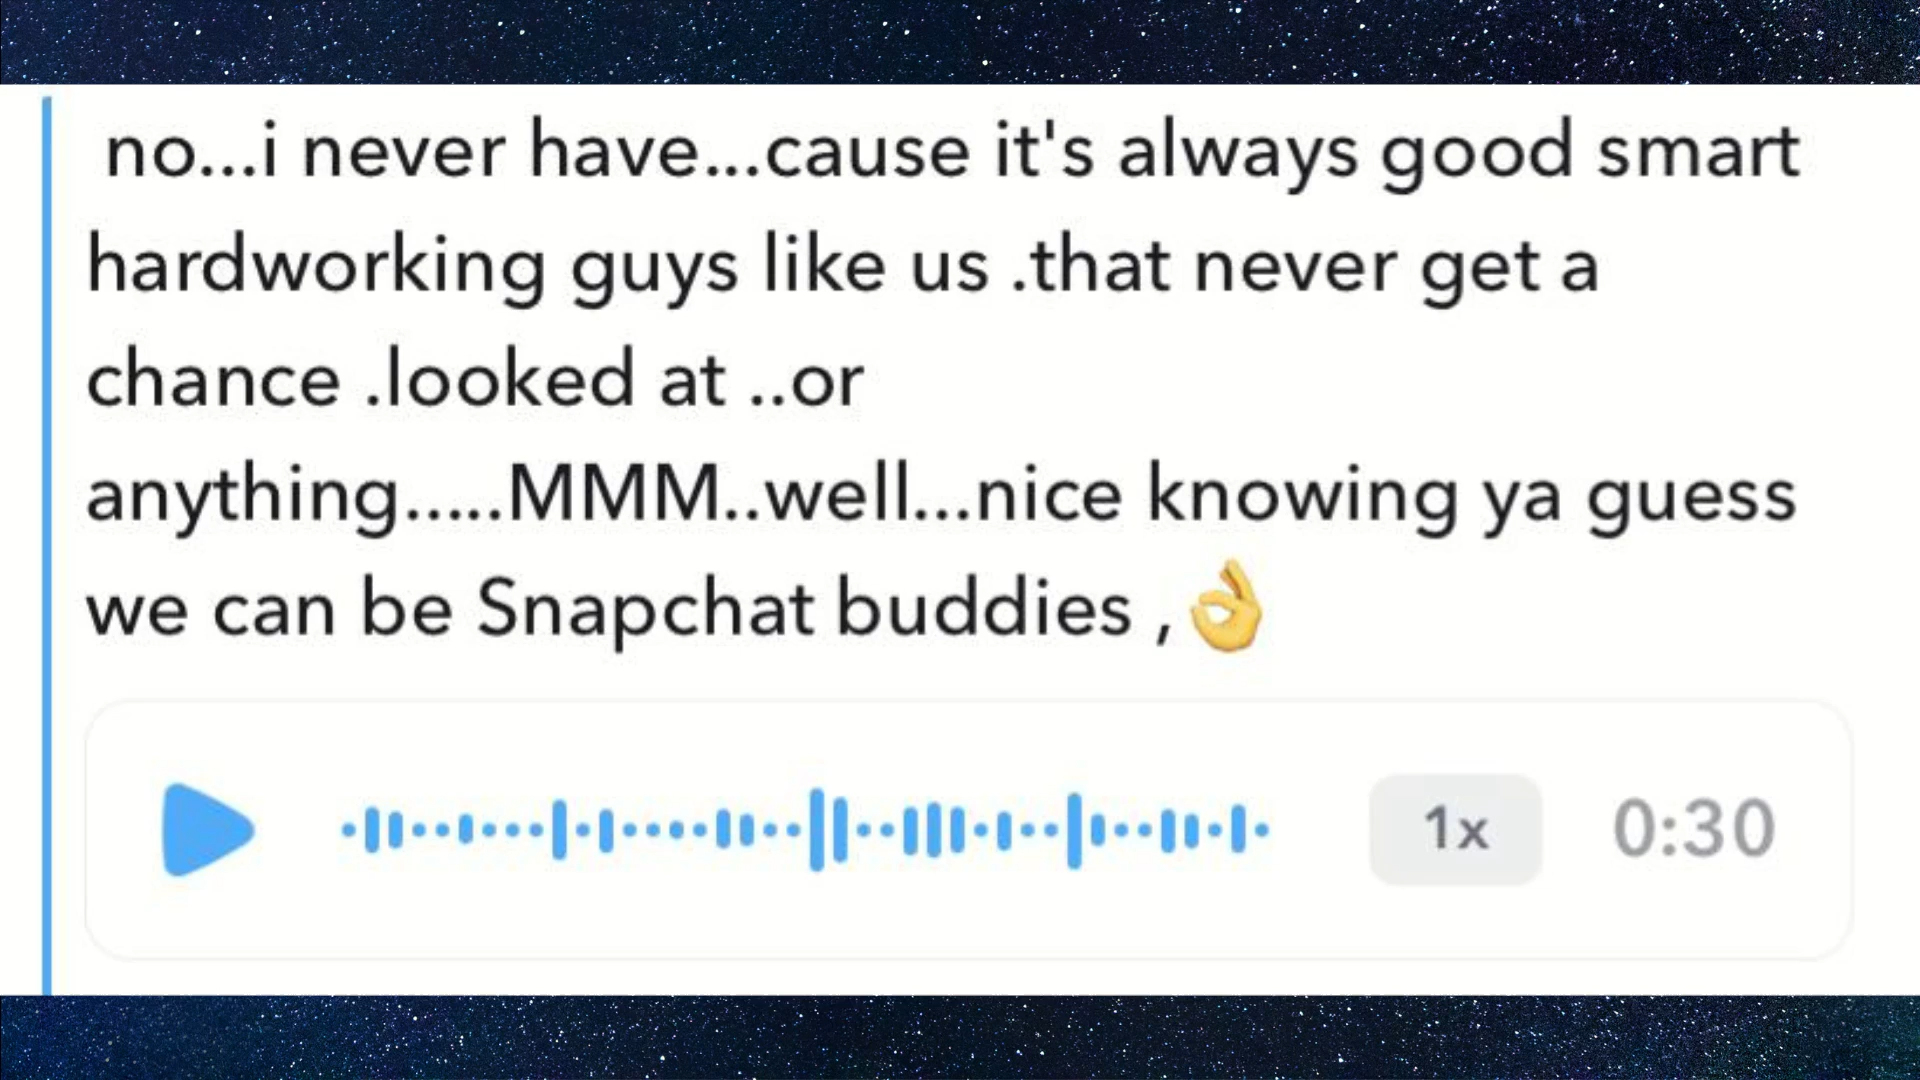 no...i never have...cause it's always good smart
hardworking guys like us .that never get a
chance .looked at ..or
anything.....MMM..well...nice knowing ya guess
we can be Snapchat buddies ,👌
1x 0:30